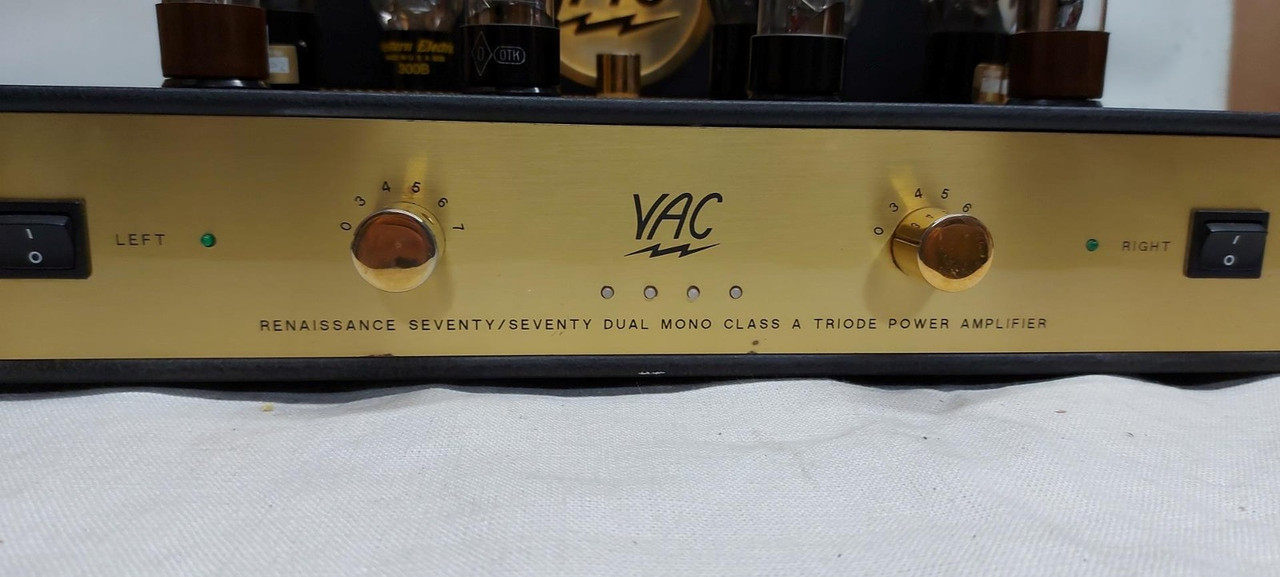 300B
OTK
0 3 4 5 6 7
VAC
0 3 4 5 6
I
O
LEFT
RIGHT
I
O
RENAISSANCE SEVENTY/SEVENTY DUAL MONO CLASS A TRIODE POWER AMPLIFIER